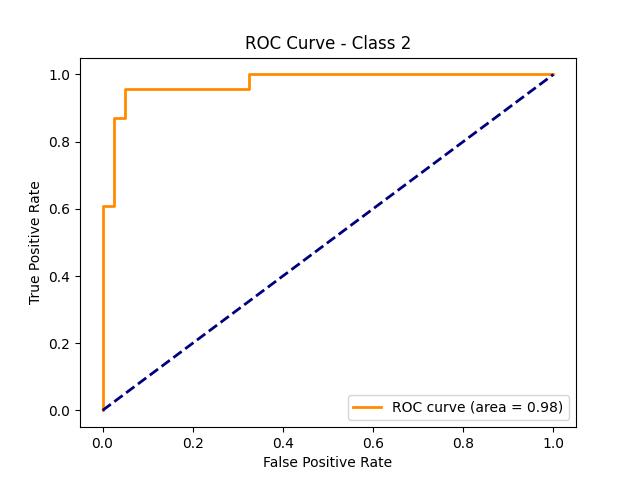 ROC Curve - Class 2
True Positive Rate
1.0
0.8
0.6
0.4
0.2
0.0
ROC curve (area = 0.98)
0.0 0.2 0.4 0.6 0.8 1.0
False Positive Rate